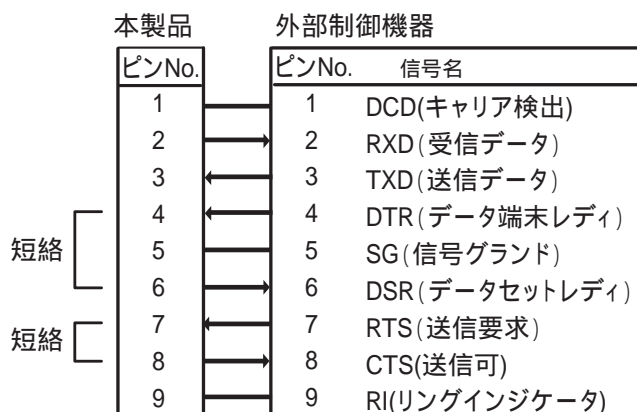 本製品 外部制御機器
ピンNo. ピンNo. 信号名
1 1 DCD(キャリア検出)
2 2 RXD(受信データ)
3 3 TXD(送信データ)
4 4 DTR(データ端末レディ)
短絡 5 5 SG(信号グランド)
6 6 DSR(データセットレディ)
7 7 RTS(送信要求)
短絡 8 8 CTS(送信可)
9 9 RI(リングインジケータ)